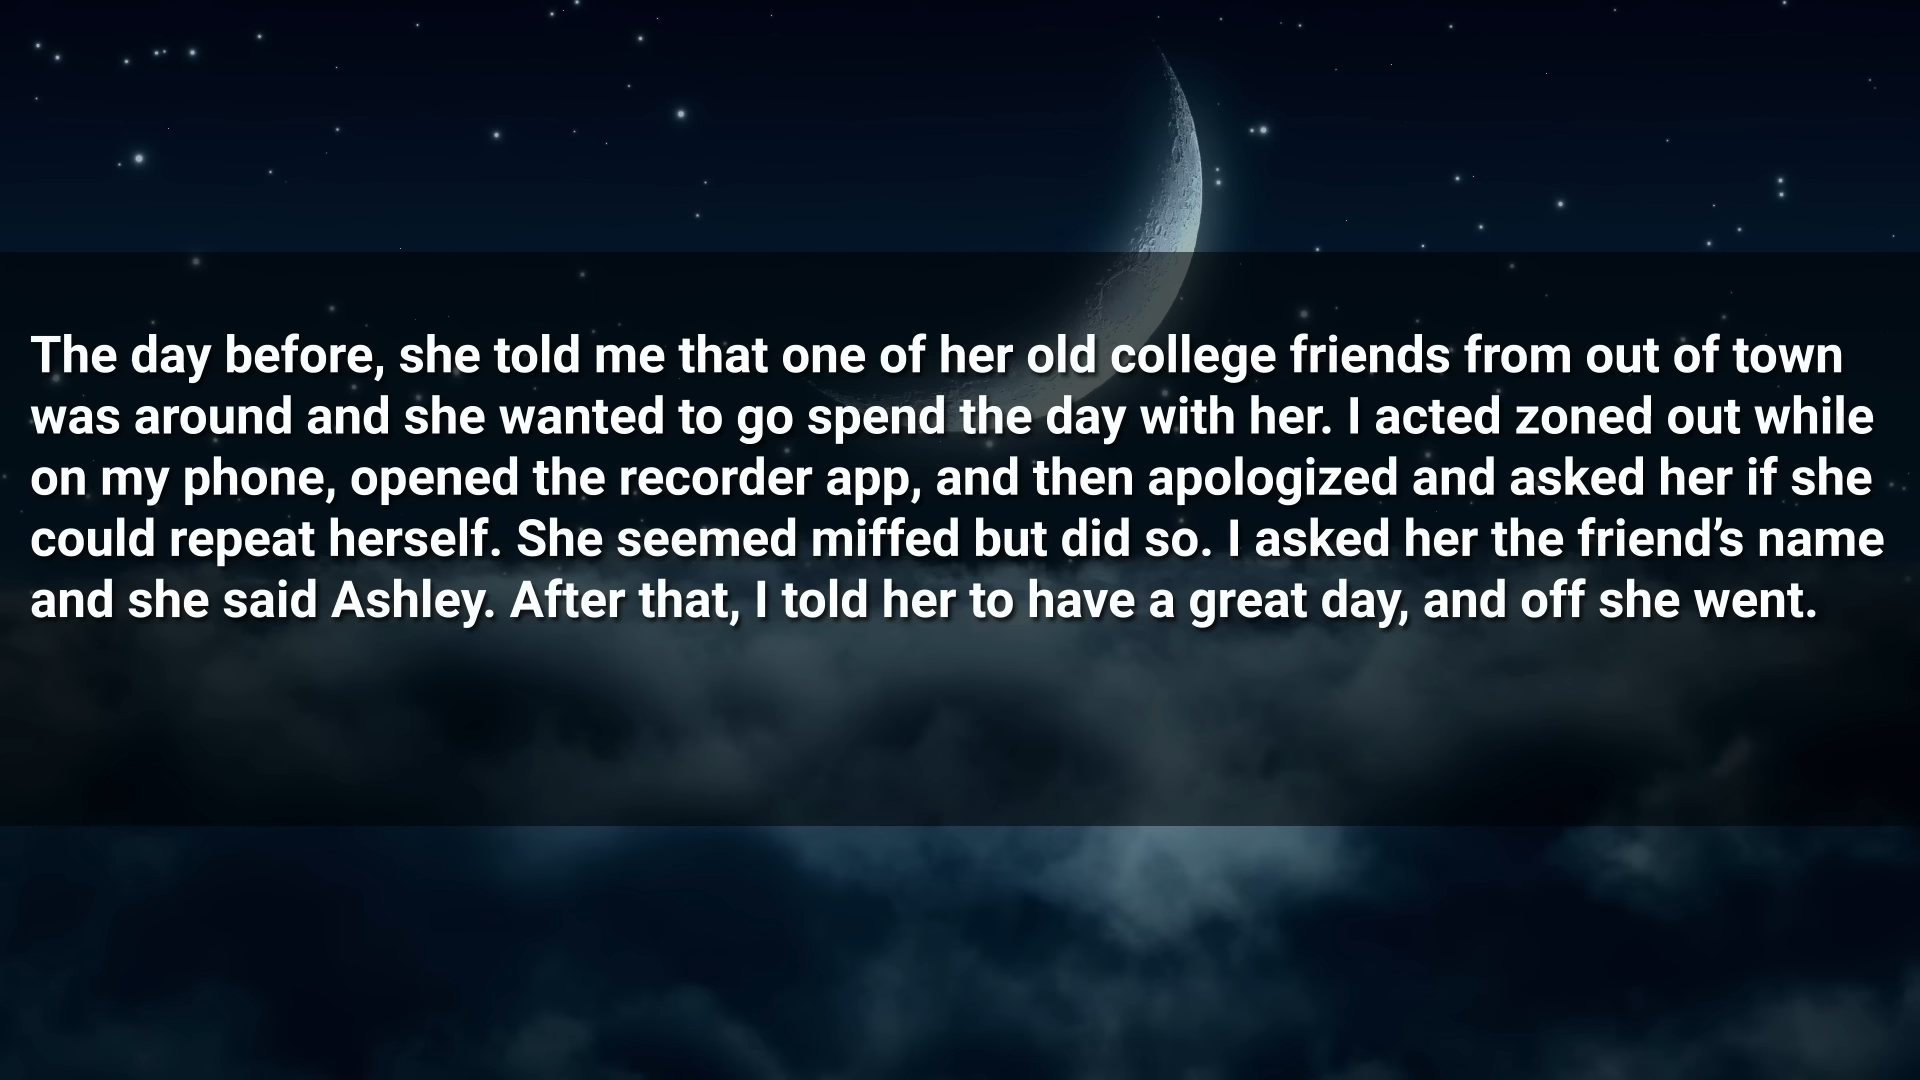 The day before, she told me that one of her old college friends from out of town
was around and she wanted to go spend the day with her. I acted zoned out while
on my phone, opened the recorder app, and then apologized and asked her if she
could repeat herself. She seemed miffed but did so. I asked her the friend’s name
and she said Ashley. After that, I told her to have a great day, and off she went.